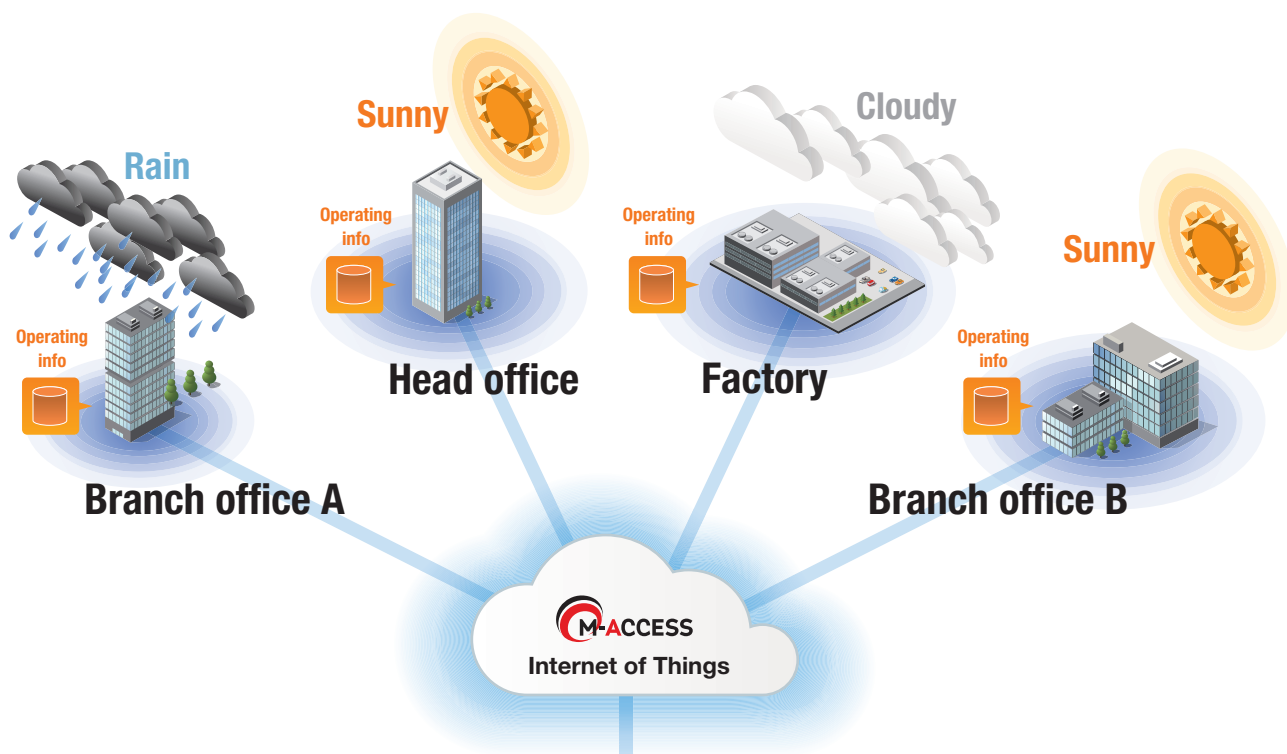 Sunny
Cloudy
Rain
Operating
info
Operating
info
Sunny
Operating
info
Operating
info
Head office
Factory
Branch office A
Branch office B
M-ACCESS
Internet of Things